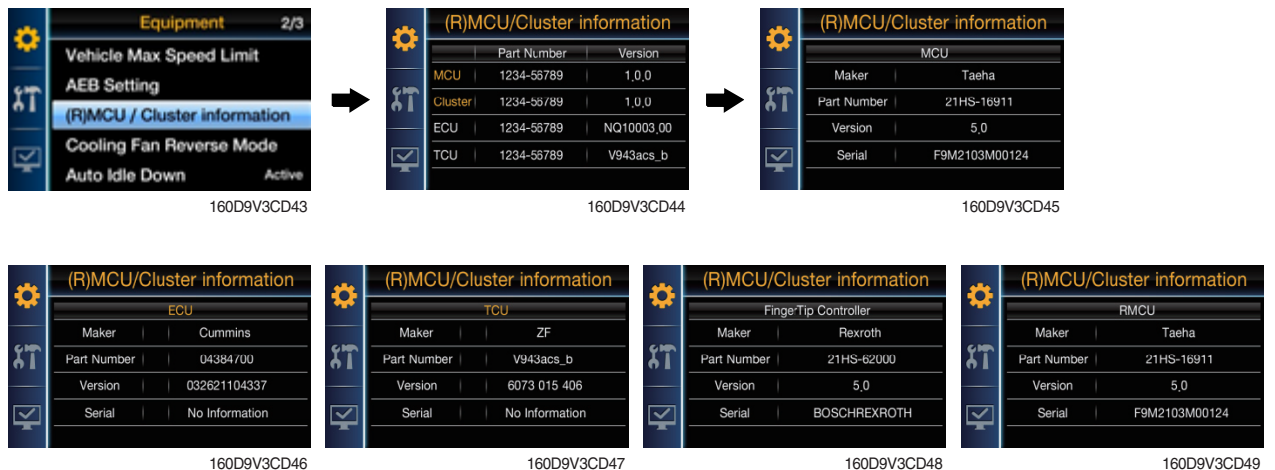 Equipment 2/3
Vehicle Max Speed Limit
AEB Setting
(R)MCU / Cluster information
Cooling Fan Reverse Mode
Auto Idle Down Active
160D9V3CD43
(R)MCU/Cluster information
Part Number Version
MCU 1234-56789 1,0,0
Cluster 1234-56789 1,0,0
ECU 1234-56789 NQ10003,00
TCU 1234-56789 V943acs_b
160D9V3CD44
(R)MCU/Cluster information
MCU
Maker Taeha
Part Number 21HS-16911
Version 5,0
Serial F9M2103M00124
160D9V3CD45
(R)MCU/Cluster information
ECU
Maker Cummins
Part Number 04384700
Version 032621104337
Serial No Information
160D9V3CD46
(R)MCU/Cluster information
TCU
Maker ZF
Part Number V943acs_b
Version 6073 015 406
Serial No Information
160D9V3CD47
(R)MCU/Cluster information
FingerTip Controller
Maker Rexroth
Part Number 21HS-62000
Version 5,0
Serial BOSCHREXROTH
160D9V3CD48
(R)MCU/Cluster information
RMCU
Maker Taeha
Part Number 21HS-16911
Version 5,0
Serial F9M2103M00124
160D9V3CD49